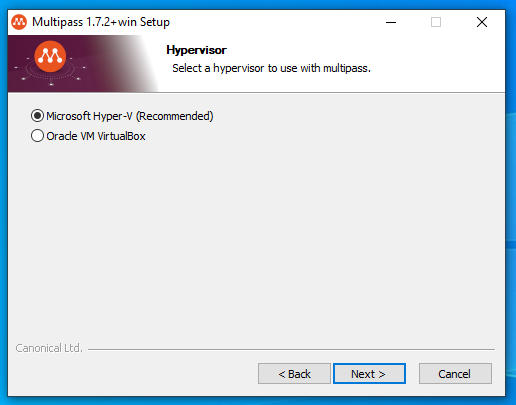 Multipass 1.7.2+win Setup
Hypervisor
Select a hypervisor to use with multipass.
Microsoft Hyper-V (Recommended)
Oracle VM VirtualBox
Canonical Ltd.
< Back
Next >
Cancel